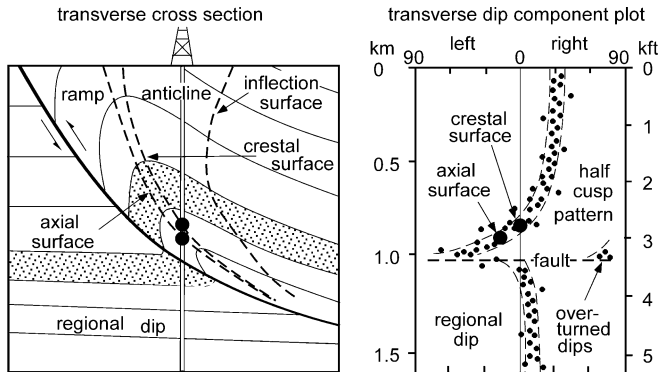 transverse cross section
ramp
anticline
inflection
surface
crestal
surface
axial
surface
regional dip
transverse dip component plot
km
left
right
kft
90
0
90
0
0
crestal
surface
1
0.5
axial
surface
half
cusp
pattern
2
3
1.0
fault
4
regional
dip
over-
turned
dips
1.5
5